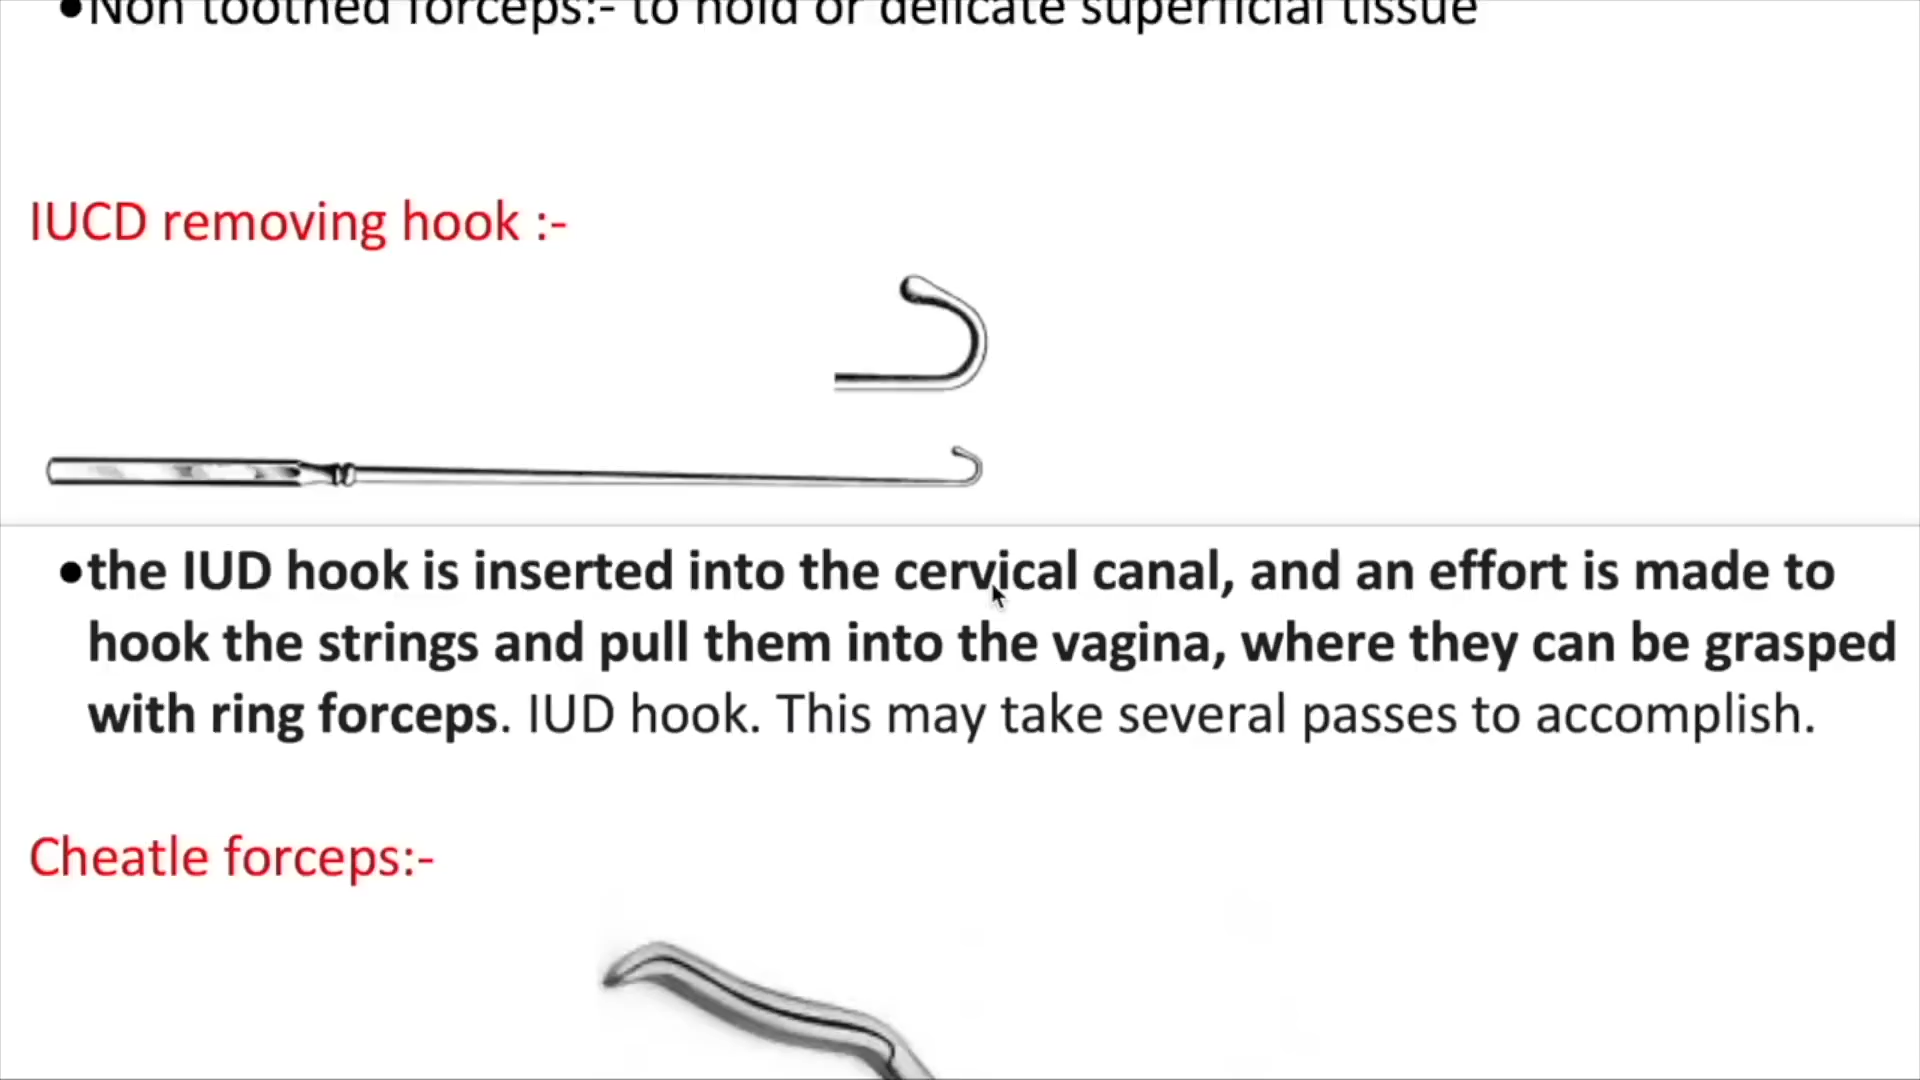 •Non toothed forceps:- to hold or delicate superficial tissue
IUCD removing hook :-
•the IUD hook is inserted into the cervical canal, and an effort is made to
hook the strings and pull them into the vagina, where they can be grasped
with ring forceps. IUD hook. This may take several passes to accomplish.
Cheatle forceps:-